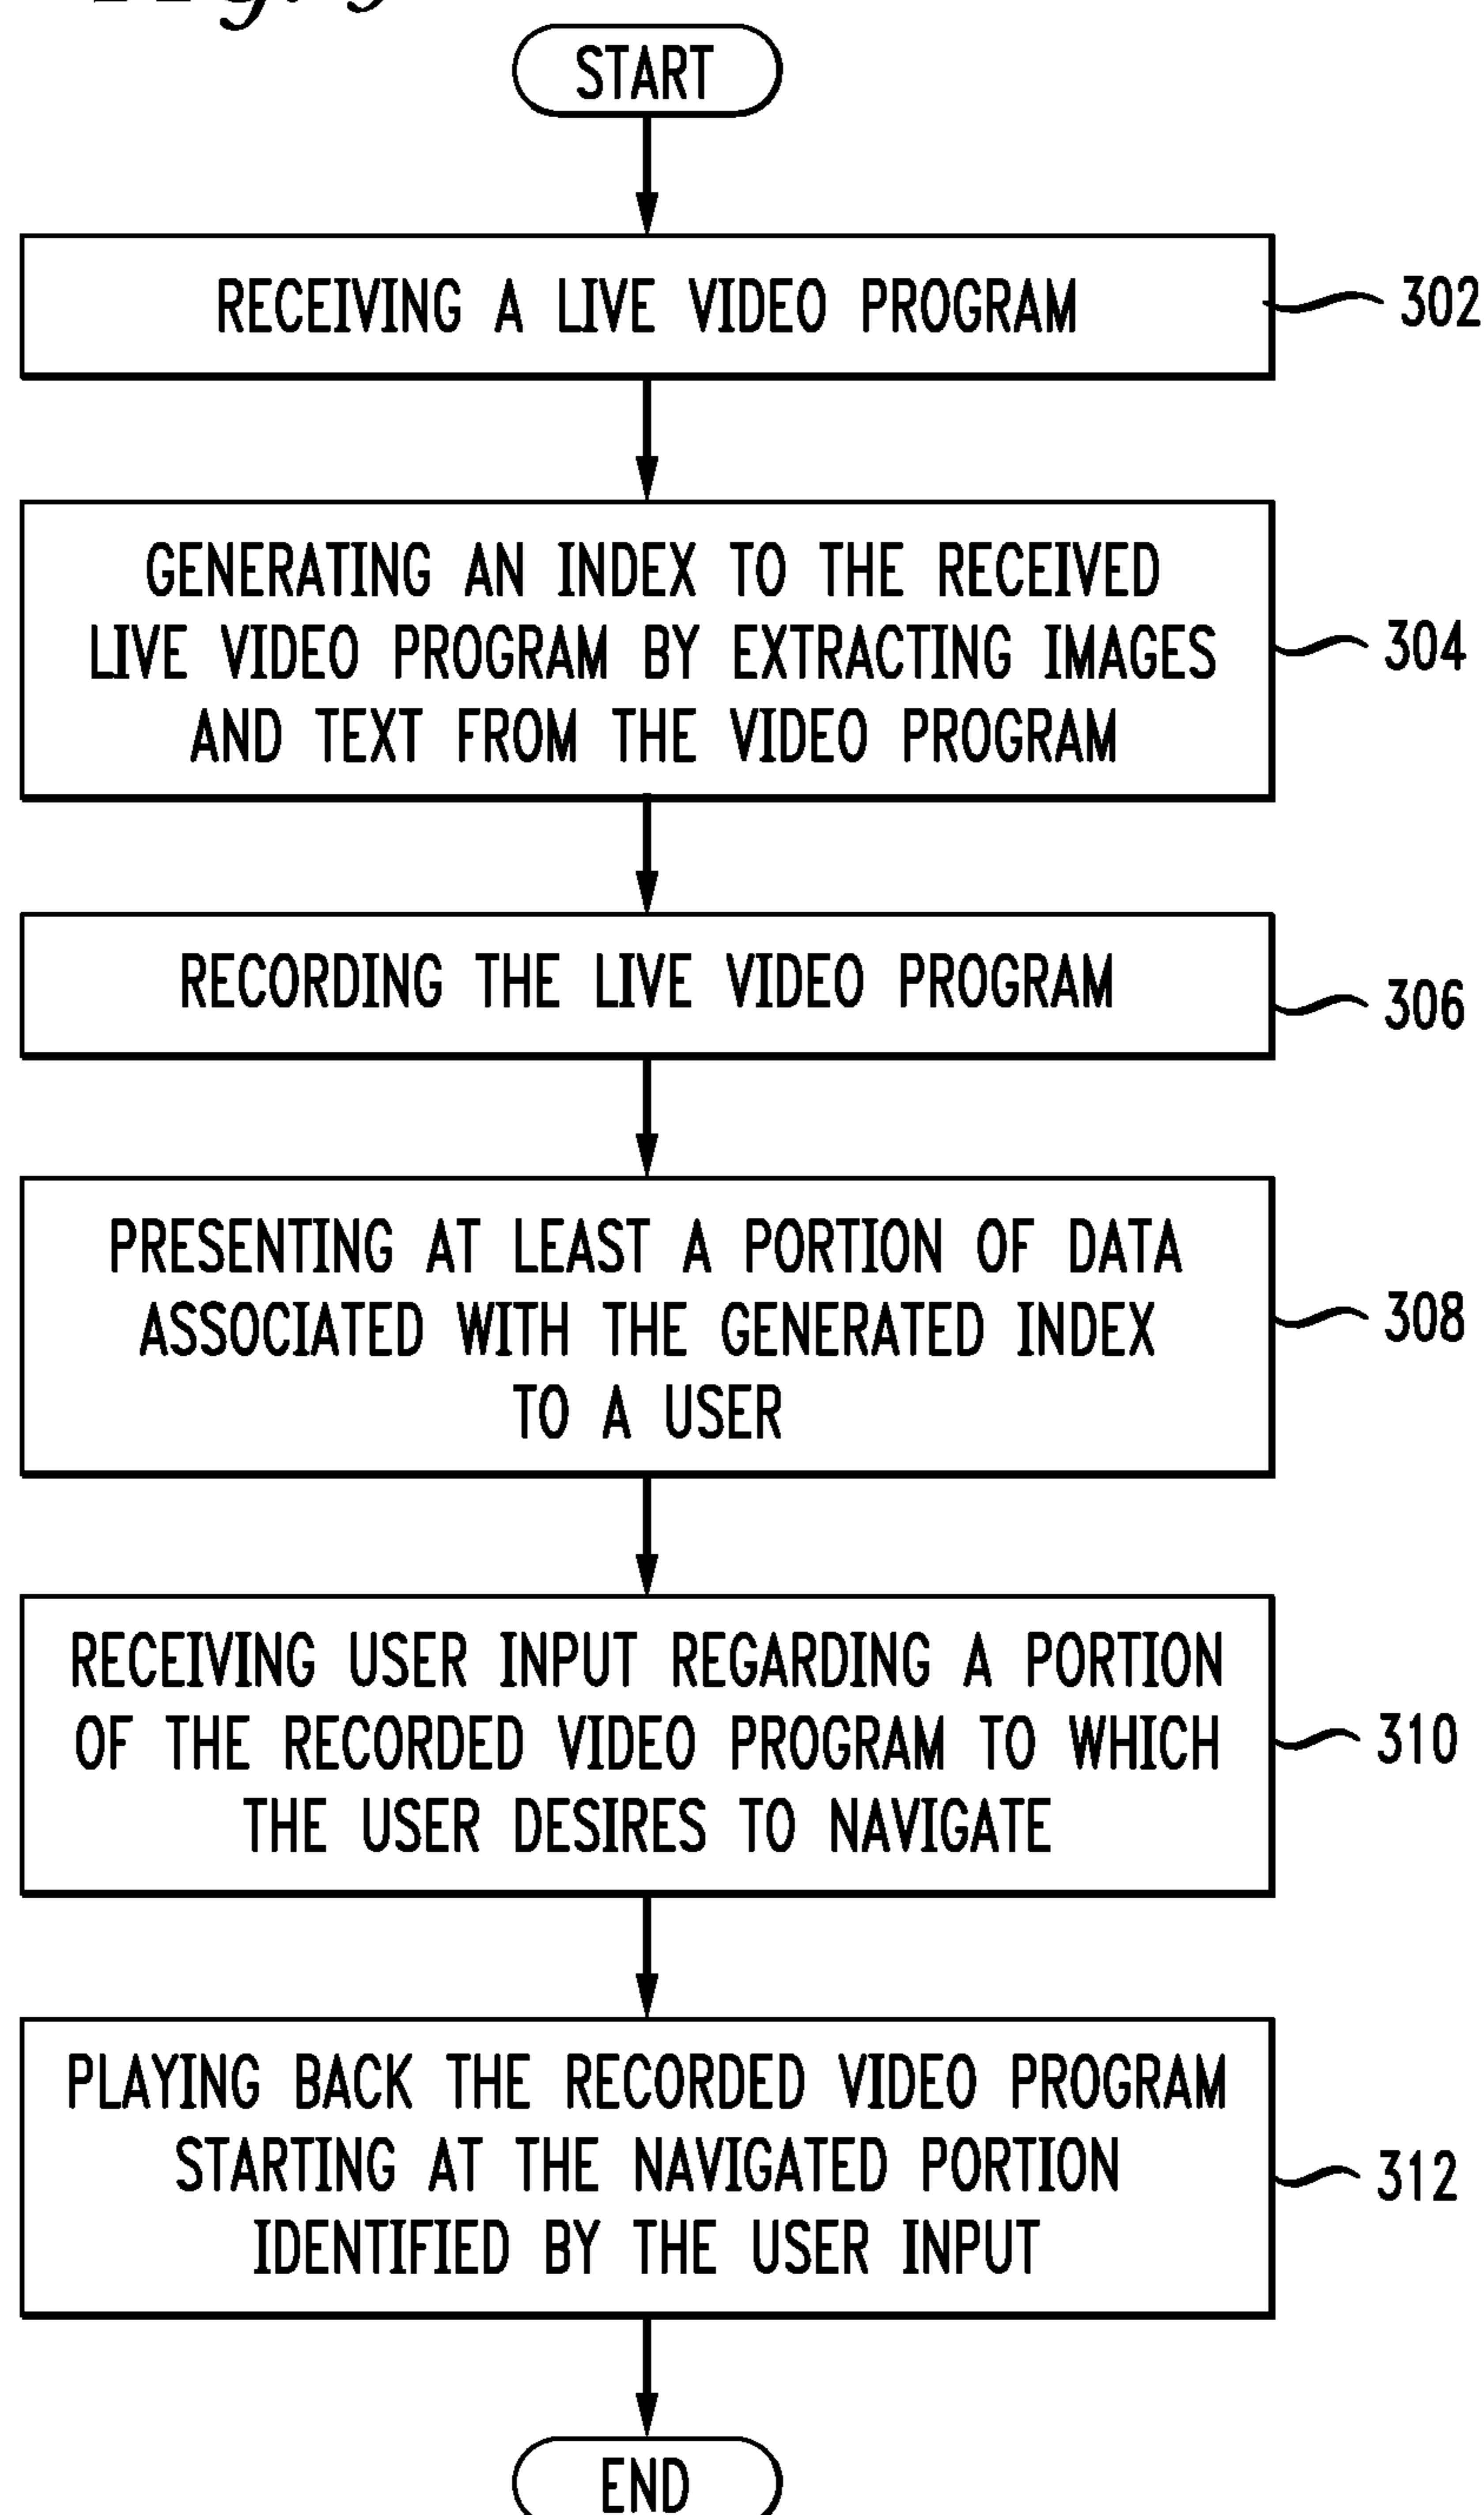 START
RECEIVING A LIVE VIDEO PROGRAM
302
GENERATING AN INDEX TO THE RECEIVED
LIVE VIDEO PROGRAM BY EXTRACTING IMAGES
AND TEXT FROM THE VIDEO PROGRAM
304
RECORDING THE LIVE VIDEO PROGRAM
306
PRESENTING AT LEAST A PORTION OF DATA
ASSOCIATED WITH THE GENERATED INDEX
TO A USER
308
RECEIVING USER INPUT REGARDING A PORTION
OF THE RECORDED VIDEO PROGRAM TO WHICH
THE USER DESIRES TO NAVIGATE
310
PLAYING BACK THE RECORDED VIDEO PROGRAM
STARTING AT THE NAVIGATED PORTION
IDENTIFIED BY THE USER INPUT
312
END